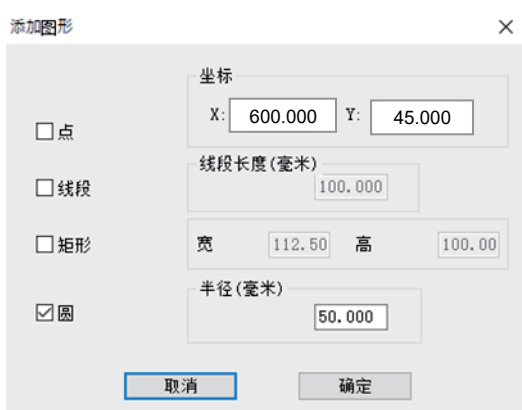 添加图形
坐标
X: 600.000 Y: 45.000
点
线段长度(毫米)
线段 100.000
矩形 宽 112.50 高 100.00
半径(毫米)
圆 50.000
取消 确定